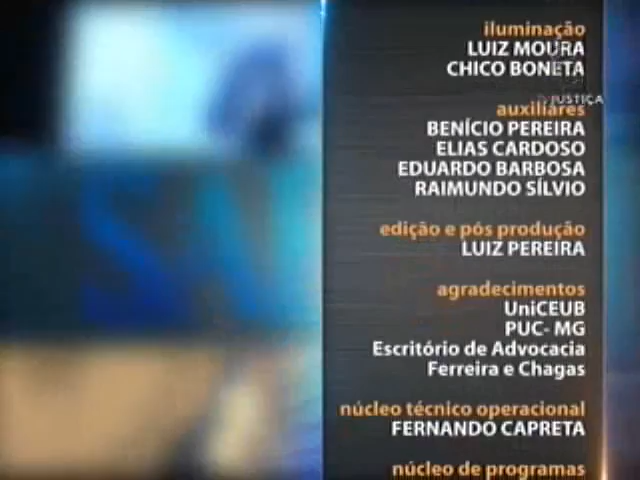 iluminação
LUIZ MOURA
CHICO BONETA
JUSTIÇA
auxiliares
BENÍCIO PEREIRA
ELIAS CARDOSO
EDUARDO BARBOSA
RAIMUNDO SÍLVIO
edição e pós produção
LUIZ PEREIRA
agradecimentos
UniCEUB
PUC- MG
Escritório de Advocacia
Ferreira e Chagas
núcleo técnico operacional
FERNANDO CAPRETA
núcleo de programas